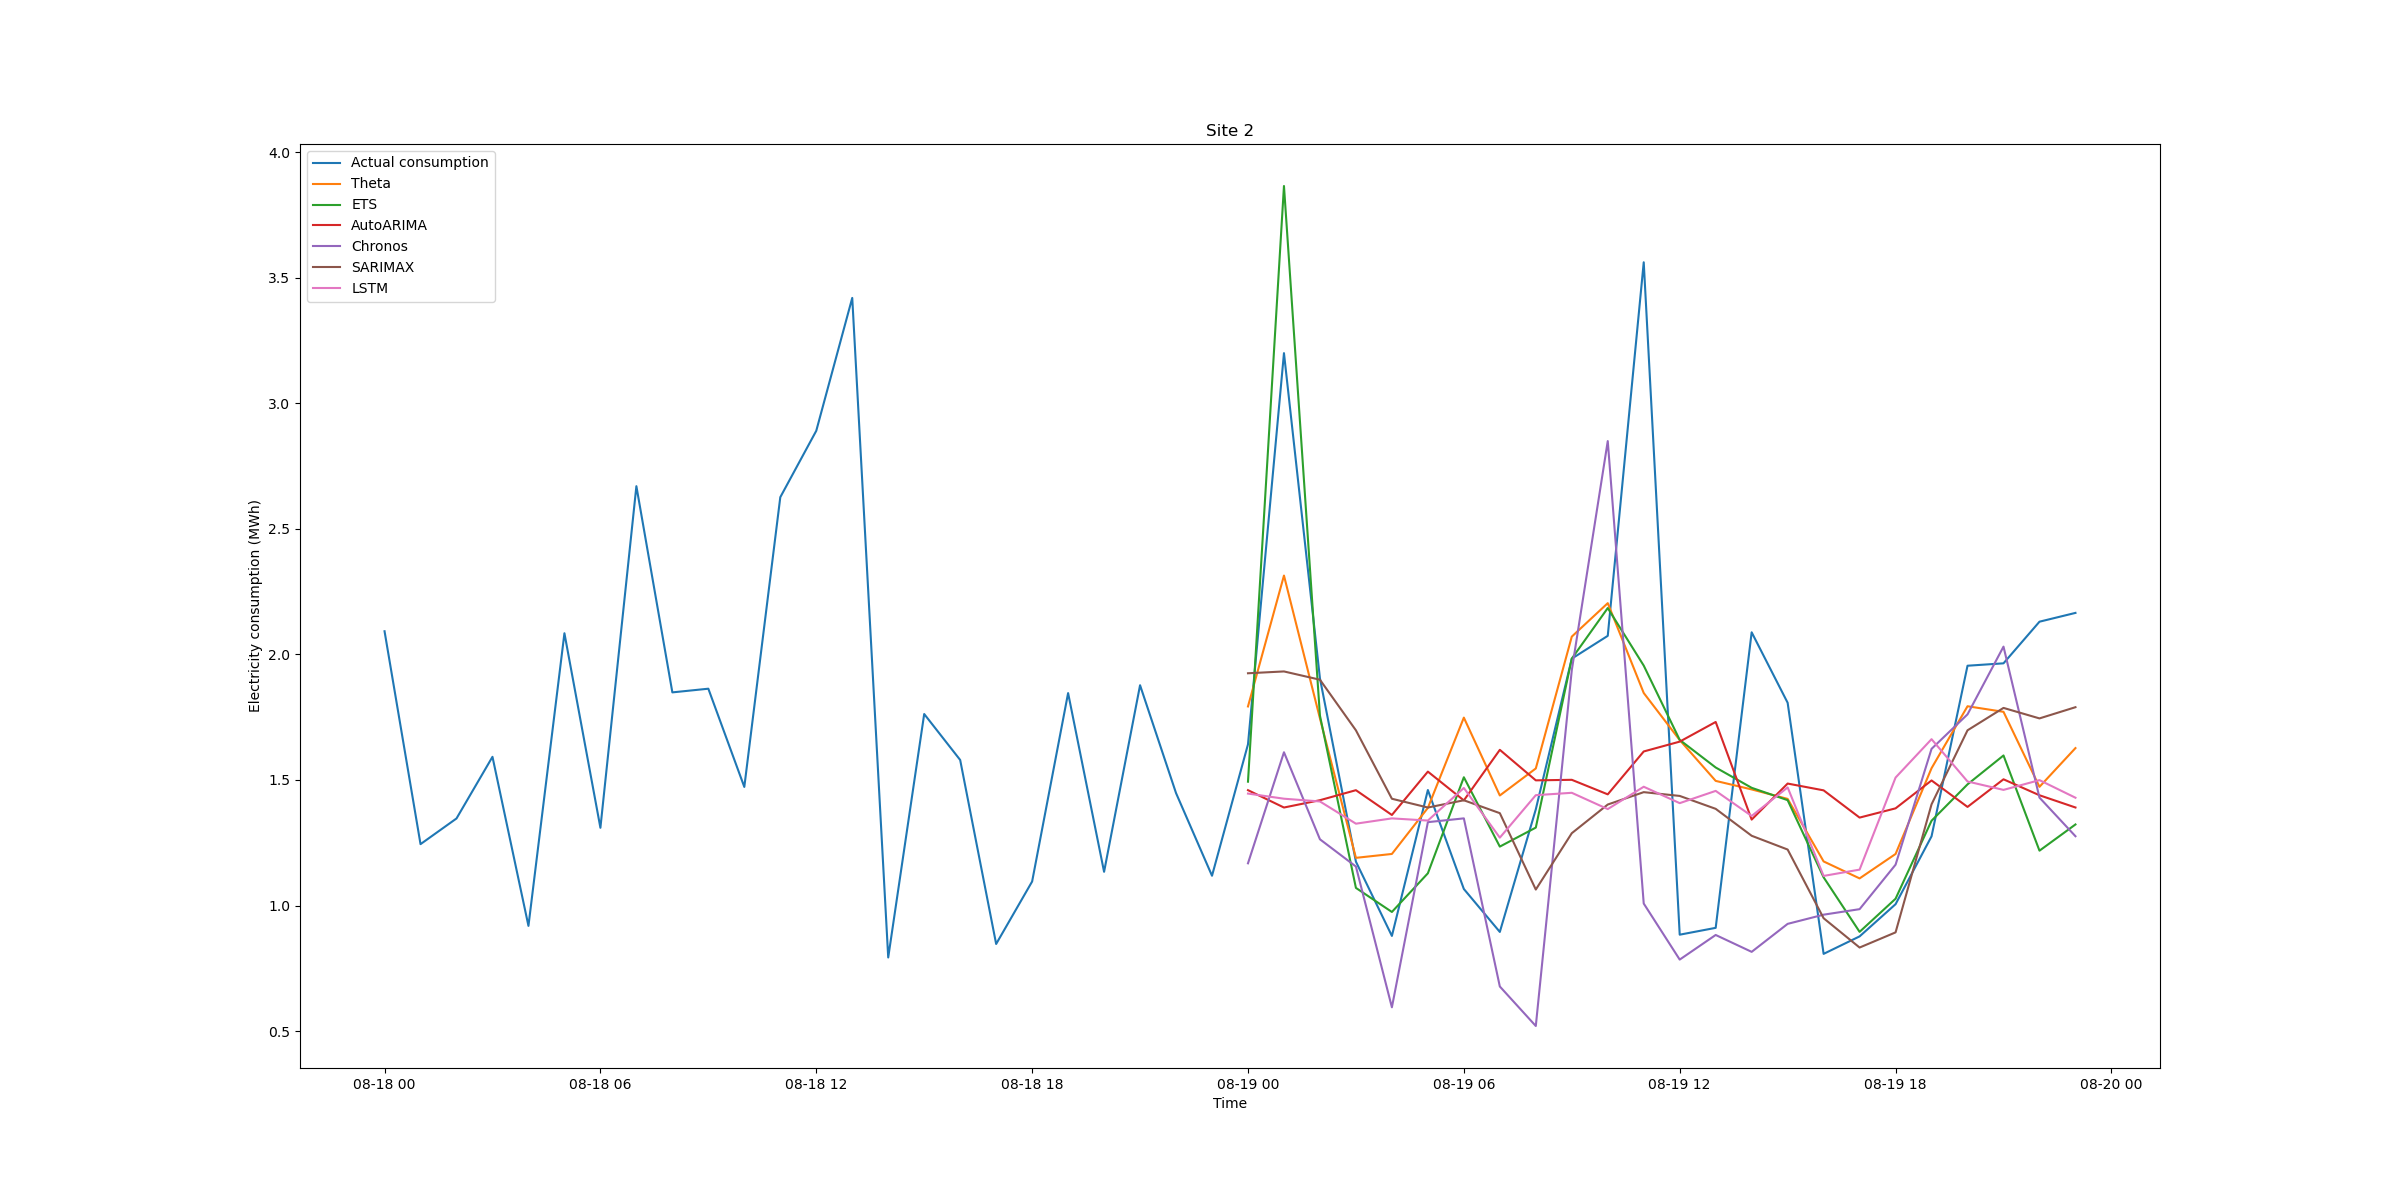 Site 2
4.0
3.5
3.0
2.5
2.0
1.5
1.0
0.5
Electricity consumption (MWh)
Actual consumption
Theta
ETS
AutoARIMA
Chronos
SARIMAX
LSTM
08-18 00
08-18 06
08-18 12
08-18 18
08-19 00
08-19 06
08-19 12
08-19 18
08-20 00
Time